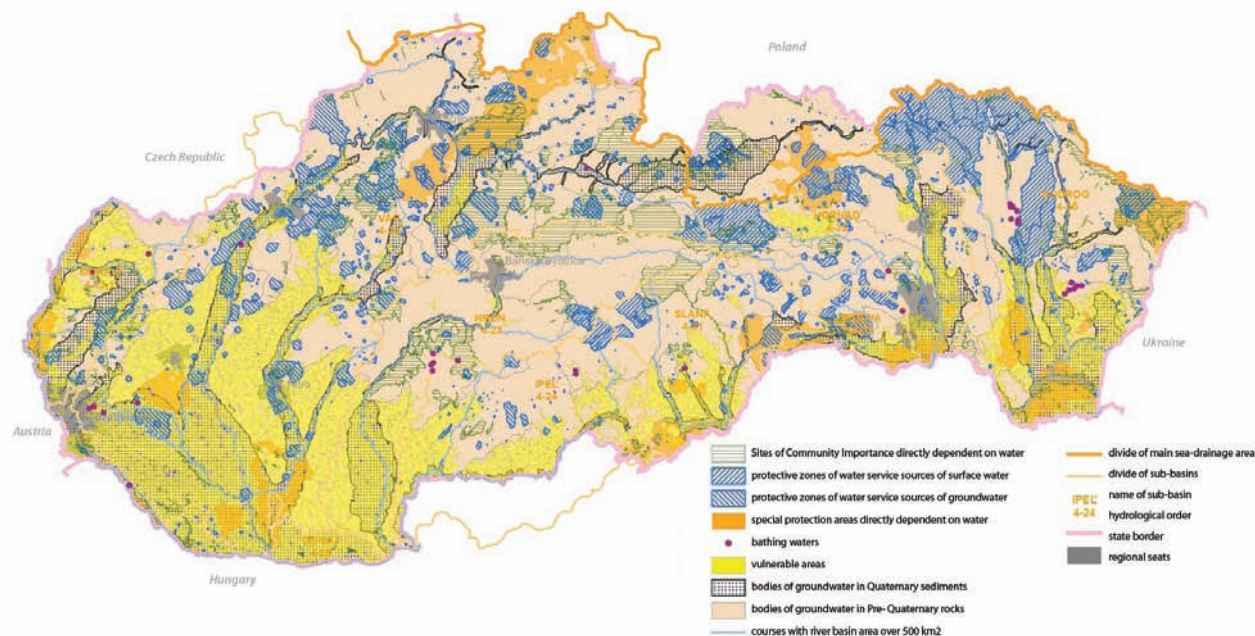 Poland
Czech Republic
Ukraine
Austria
Hungary
Banská Bystrica
SLANÁ
IPEĽ
4-24
Sites of Community Importance directly dependent on water
protective zones of water service sources of surface water
protective zones of water service sources of groundwater
special protection areas directly dependent on water
bathing waters
vulnerable areas
bodies of groundwater in Quaternary sediments
bodies of groundwater in Pre- Quaternary rocks
courses with river basin area over 500 km2
divide of main sea-drainage area
divide of sub-basins
IPEĽ
4-24
name of sub-basin
hydrological order
state border
regional seats